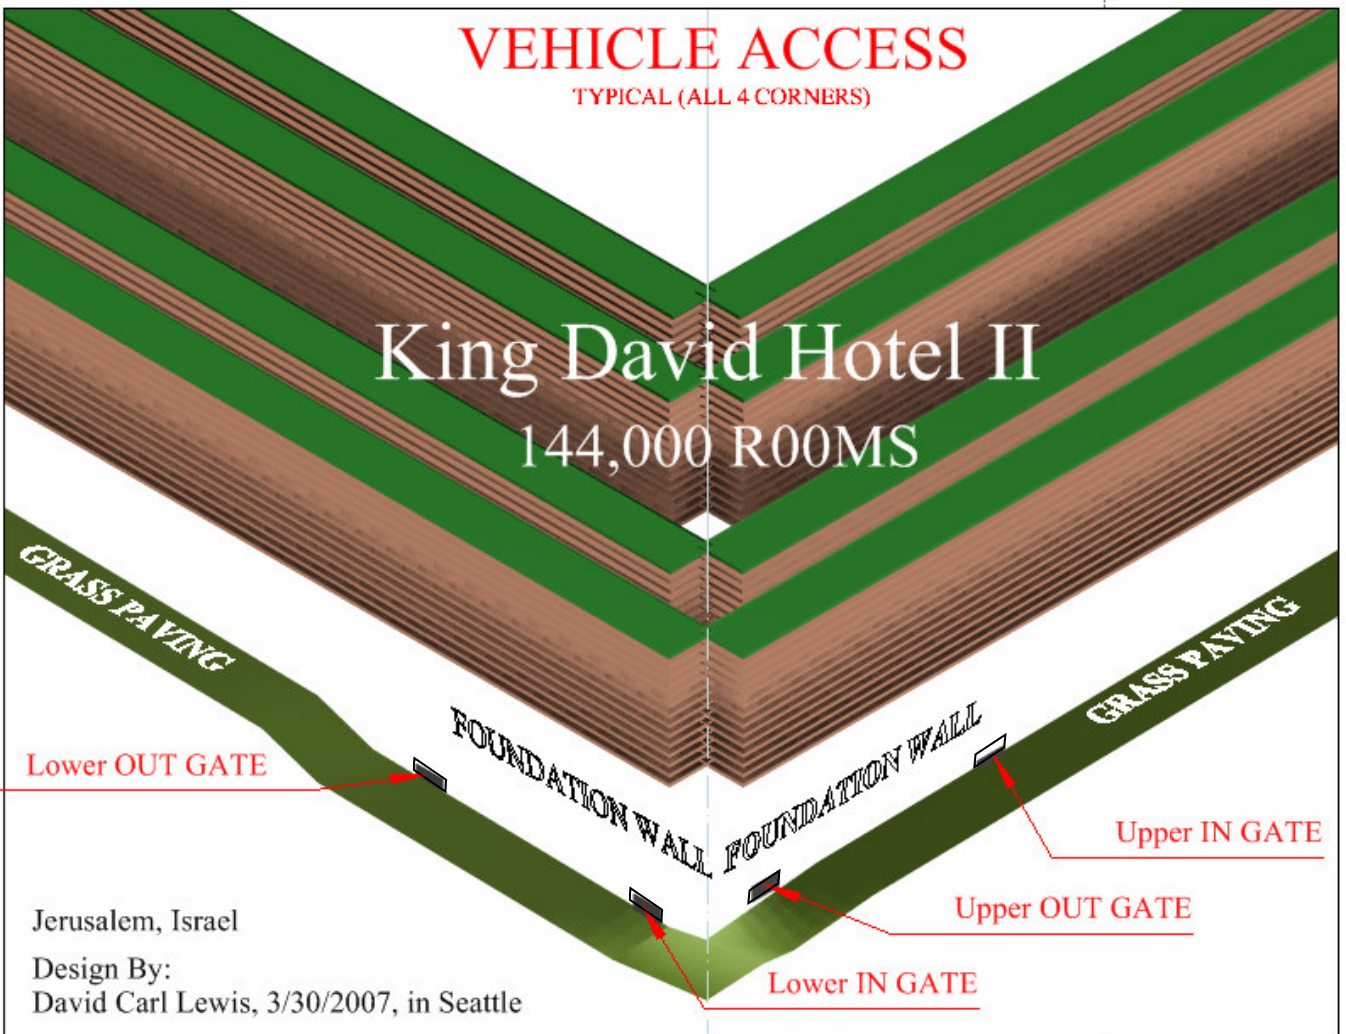 VEHICLE ACCESS
TYPICAL (ALL 4 CORNERS)
King David Hotel II
144,000 R00MS
GRASS PAVING
GRASS PAVING
FOUNDATION WALL
FOUNDATION WALL
Lower OUT GATE
Upper IN GATE
Upper OUT GATE
Lower IN GATE
Jerusalem, Israel
Design By:
David Carl Lewis, 3/30/2007, in Seattle